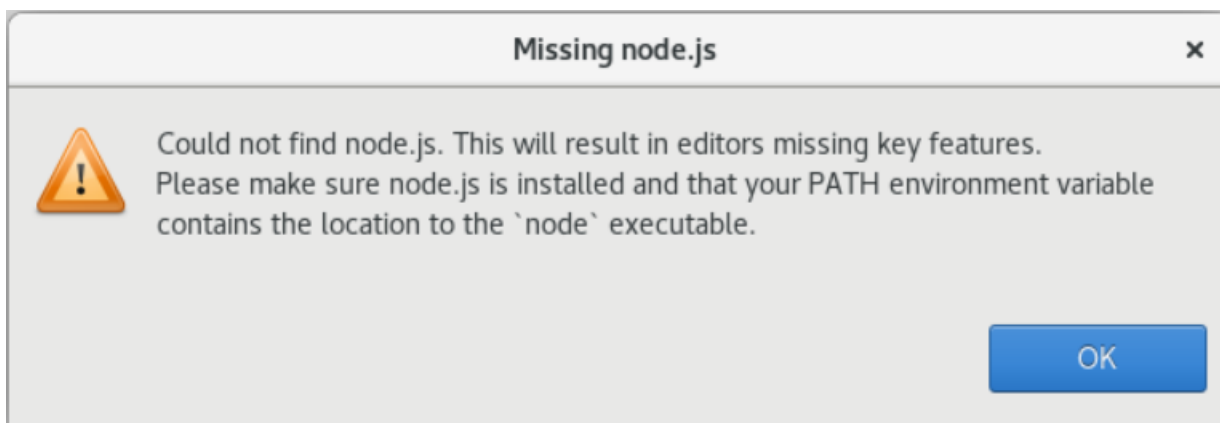 Missing node.js ×
Could not find node.js. This will result in editors missing key features.
Please make sure node.js is installed and that your PATH environment variable
contains the location to the `node` executable.
OK